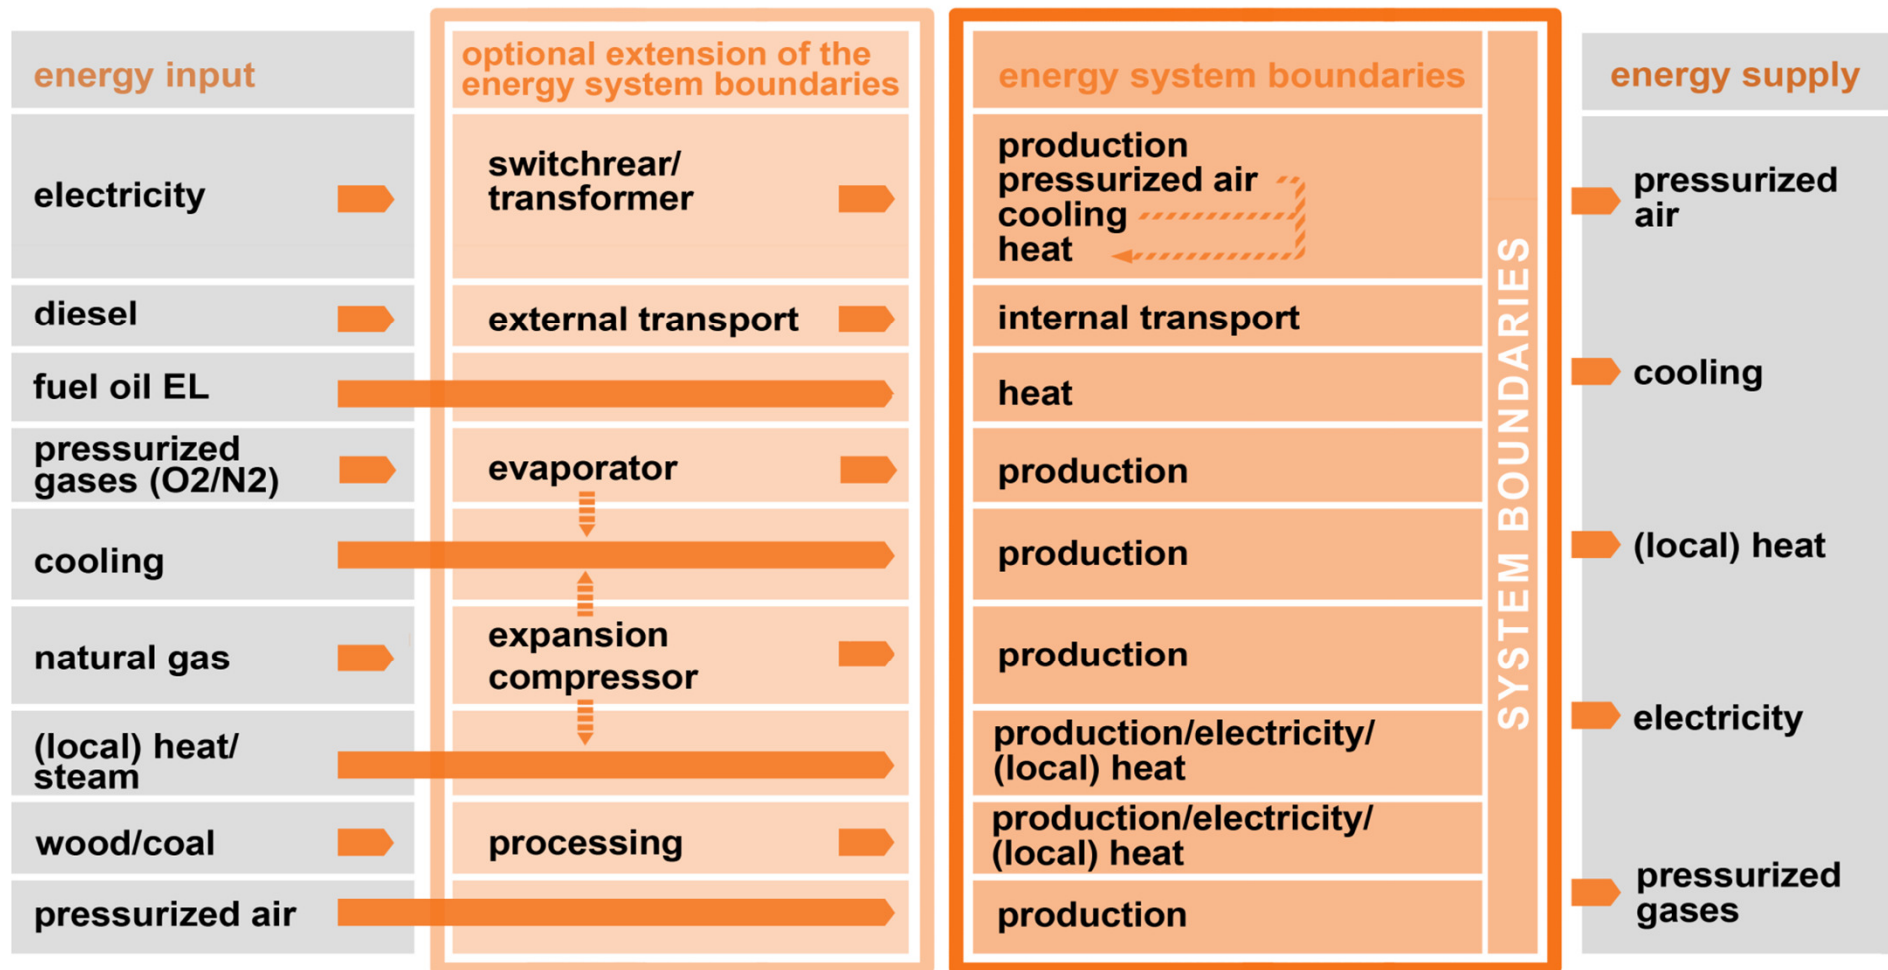 energy input
optional extension of the
energy system boundaries
energy system boundaries
energy supply
electricity
switchrear/
transformer
production
pressurized air
cooling
heat
diesel
external transport
internal transport
fuel oil EL
heat
pressurized
gases (O2/N2)
evaporator
production
cooling
production
natural gas
expansion
compressor
production
(local) heat/
steam
production/electricity/
(local) heat
wood/coal
processing
production/electricity/
(local) heat
pressurized air
production
SYSTEM BOUNDARIES
pressurized
air
cooling
(local) heat
electricity
pressurized
gases